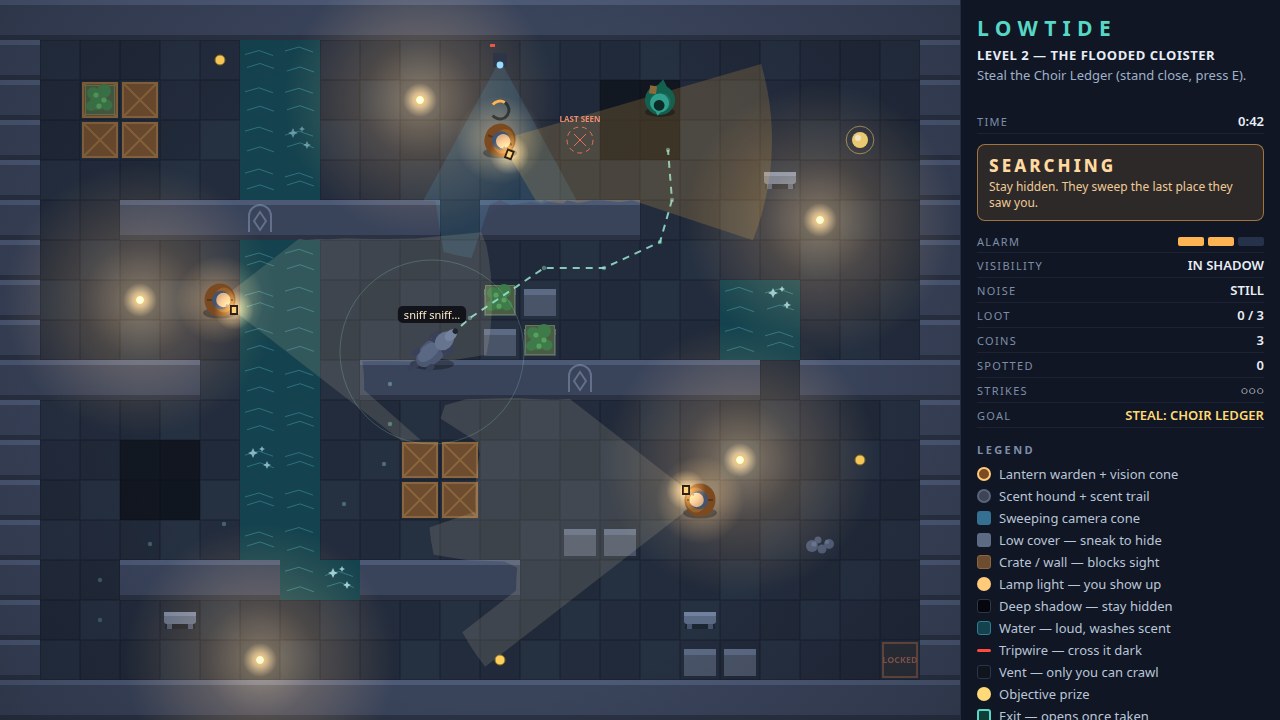 LAST SEEN
sniff sniff...
LOCKED
LOWTIDE
LEVEL 2 — THE FLOODED CLOISTER
Steal the Choir Ledger (stand close, press E).
TIME 0:42
SEARCHING
Stay hidden. They sweep the last place they
saw you.
ALARM
VISIBILITY IN SHADOW
NOISE STILL
LOOT 0 / 3
COINS 3
SPOTTED 0
STRIKES ○○○
GOAL STEAL: CHOIR LEDGER
LEGEND
Lantern warden + vision cone
Scent hound + scent trail
Sweeping camera cone
Low cover — sneak to hide
Crate / wall — blocks sight
Lamp light — you show up
Deep shadow — stay hidden
Water — loud, washes scent
Tripwire — cross it dark
Vent — only you can crawl
Objective prize
Exit — opens once taken